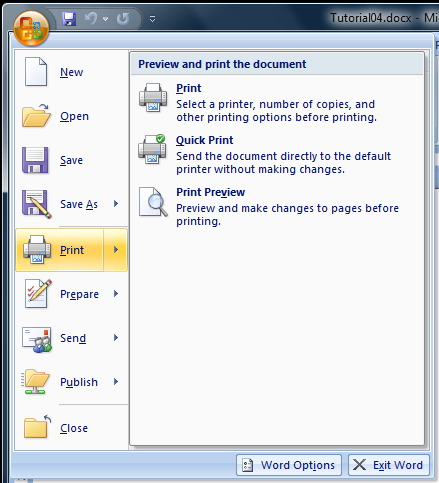 Tutorial04.docx - Mi
New
Open
Save
Save As
Print
Prepare
Send
Publish
Close
Preview and print the document
Print
Select a printer, number of copies, and
other printing options before printing.
Quick Print
Send the document directly to the default
printer without making changes.
Print Preview
Preview and make changes to pages before
printing.
Word Options
Exit Word